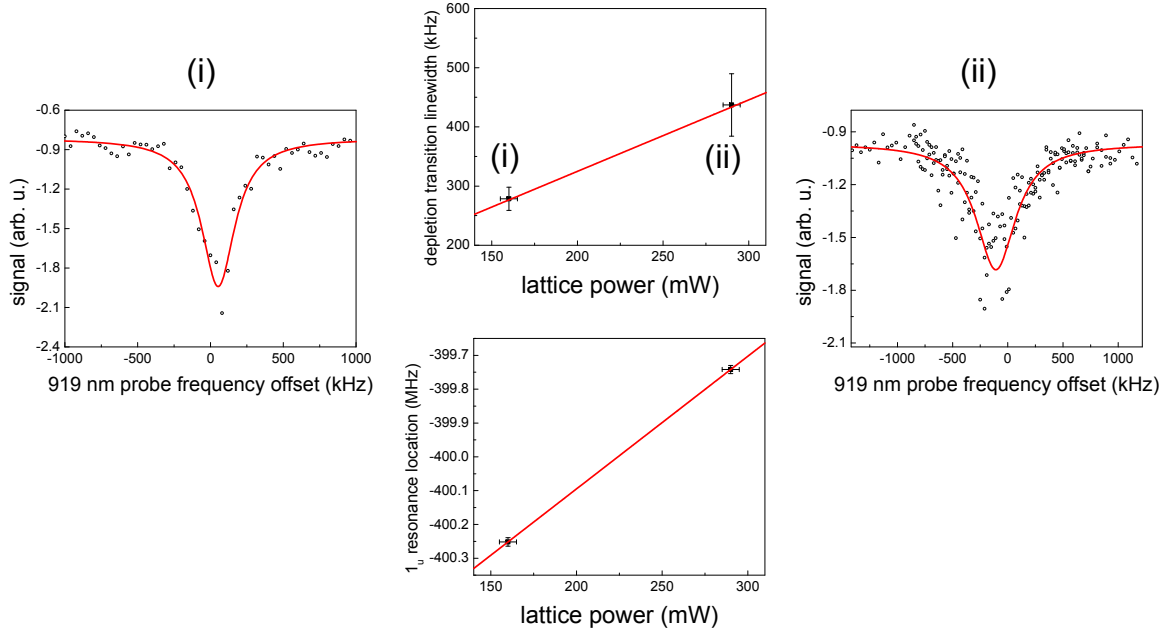 (i)
-0.6
-0.9
-1.2
-1.5
-1.8
-2.1
-2.4
signal (arb. u.)
-1000 -500 0 500 1000
919 nm probe frequency offset (kHz)
600
500
400
300
200
depletion transition linewidth (kHz)
(i)
(ii)
150 200 250 300
lattice power (mW)
-399.7
-399.8
-399.9
-400.0
-400.1
-400.2
-400.3
1u resonance location (MHz)
150 200 250 300
lattice power (mW)
(ii)
-0.9
-1.2
-1.5
-1.8
-2.1
signal (arb. u.)
-1000 -500 0 500 1000
919 nm probe frequency offset (kHz)